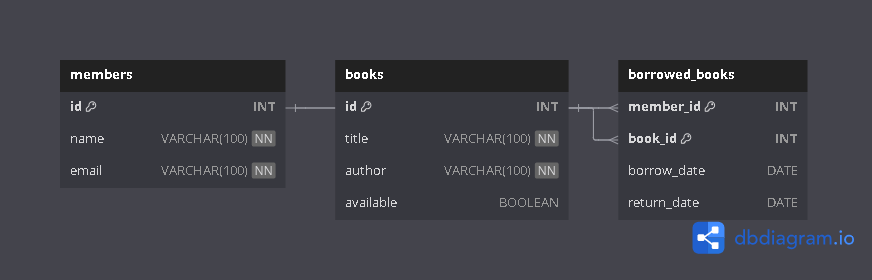 members
id INT
name VARCHAR(100) NN
email VARCHAR(100) NN
books
id INT
title VARCHAR(100) NN
author VARCHAR(100) NN
available BOOLEAN
borrowed_books
member_id INT
book_id INT
borrow_date DATE
return_date DATE
dbdiagram.io